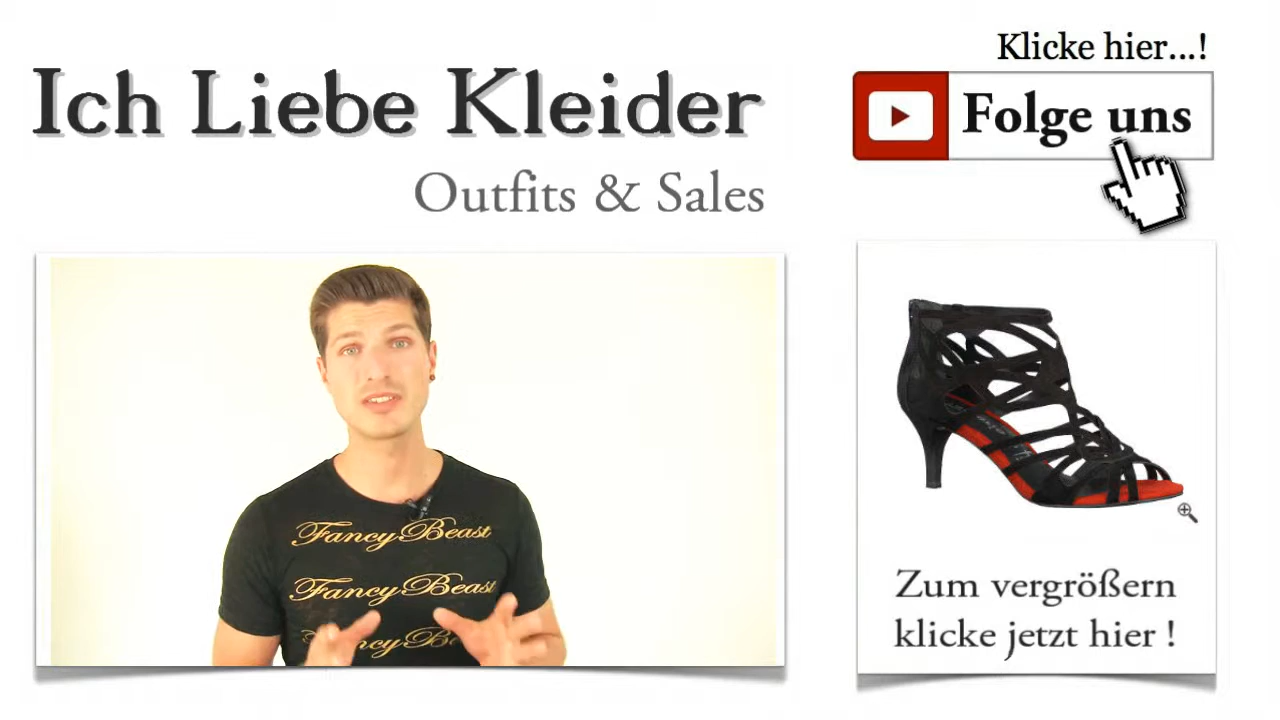 Klicke hier...!
Ich Liebe Kleider
Folge uns
Outfits & Sales
FancyBeast
FancyBeast
Zum vergrößern
klicke jetzt hier !